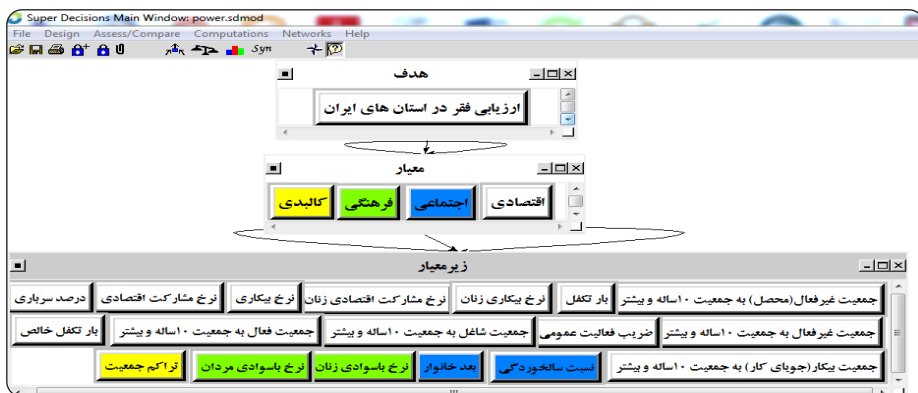 Super Decisions Main Window: power.sdmod
File Design Assess/Compare Computations Networks Help
Syn
هدف
ارزیابی فقر در استان های ایران
معیار
اقتصادی اجتماعی فرهنگی کالبدی
زیرمعیار
جمعیت غیرفعال(محصل) به جمعیت ۱۰ساله و بیشتر بار تکفل نرخ بیکاری زنان نرخ مشارکت اقتصادی زنان نرخ بیکاری نرخ مشارکت اقتصادی درصد سرباری
جمعیت غیرفعال به جمعیت ۱۰ساله و بیشتر ضریب فعالیت عمومی جمعیت شاغل به جمعیت ۱۰ساله و بیشتر جمعیت فعال به جمعیت ۱۰ساله و بیشتر بار تکفل خالص
جمعیت بیکار(جویای کار) به جمعیت ۱۰ساله و بیشتر نسبت سالخوردگی بعد خانوار نرخ باسوادی زنان نرخ باسوادی مردان تراکم جمعیت